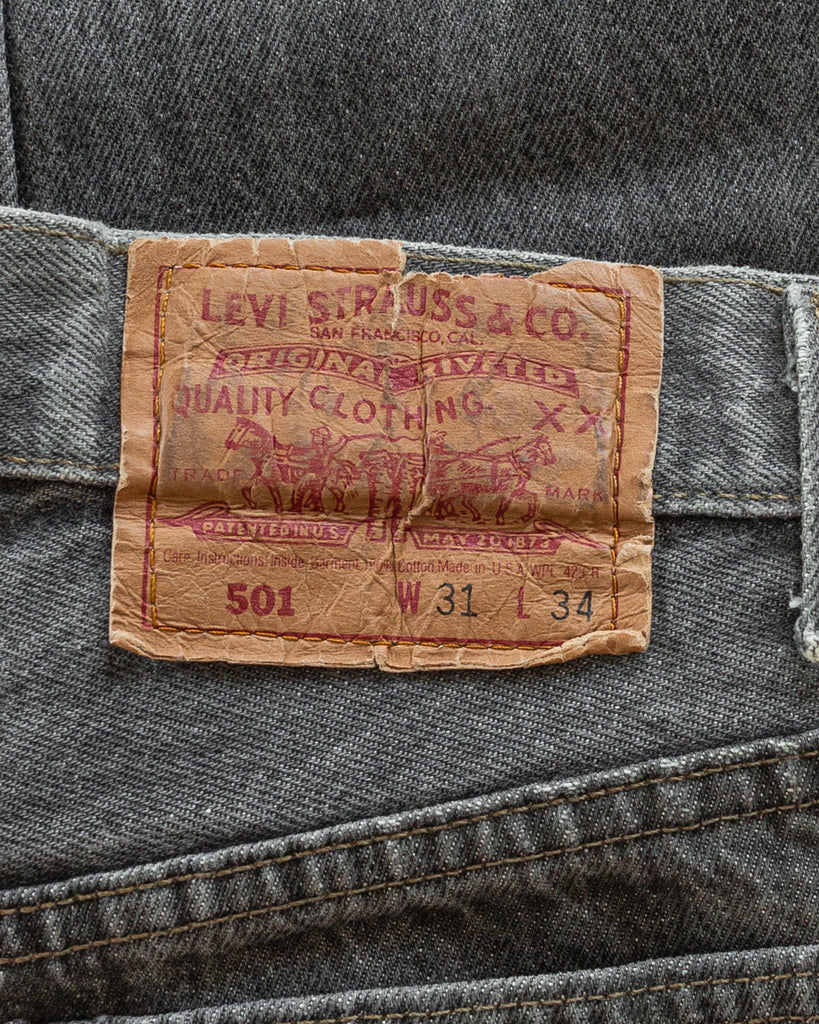 LEVI STRAUSS & CO.
SAN FRANCISCO, CAL.
ORIGINAL RIVETED
QUALITY CLOTHING. XX
TRADE MARK
PATENTED IN U.S. MAY 20 1873
Care Instructions Inside Garment 100% Cotton Made in U.S.A. WPL 423 R
501 W 31 L 34